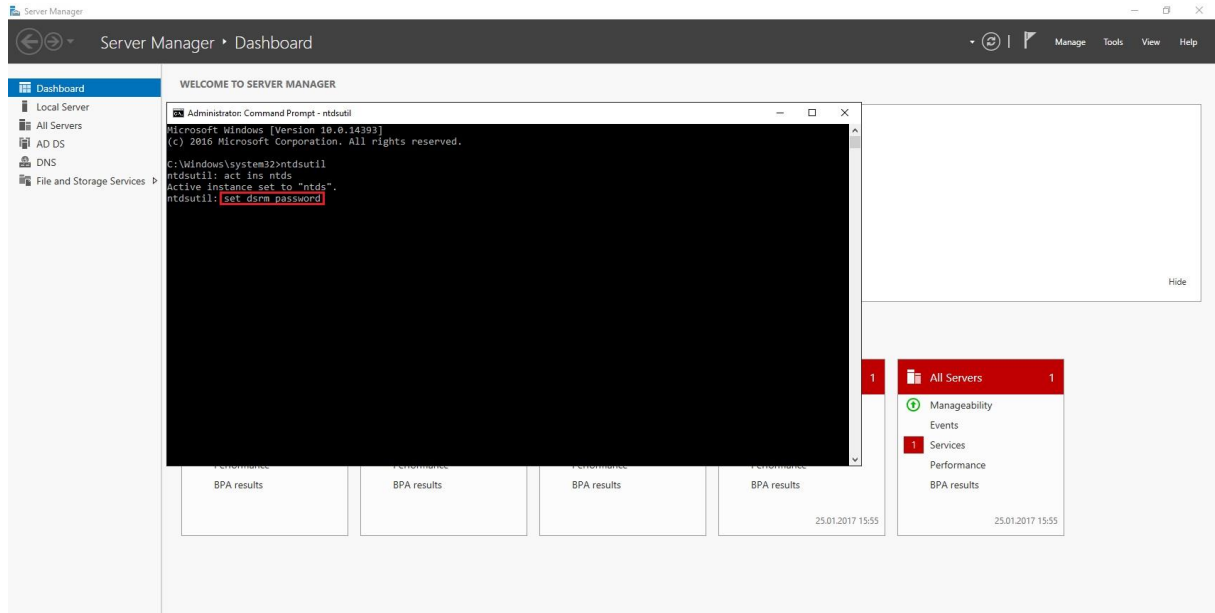 Server Manager
Server Manager ‣ Dashboard
Manage Tools View Help
Dashboard
Local Server
All Servers
AD DS
DNS
File and Storage Services
WELCOME TO SERVER MANAGER
Administrator: Command Prompt - ntdsutil
Microsoft Windows [Version 10.0.14393]
(c) 2016 Microsoft Corporation. All rights reserved.
C:\Windows\system32>ntdsutil
ntdsutil: act ins ntds
Active instance set to "ntds".
ntdsutil: set dsrm password
Hide
1
All Servers 1
Manageability
Events
1 Services
Performance
BPA results
25.01.2017 15:55
Performance Performance Performance Performance
BPA results BPA results BPA results BPA results
25.01.2017 15:55